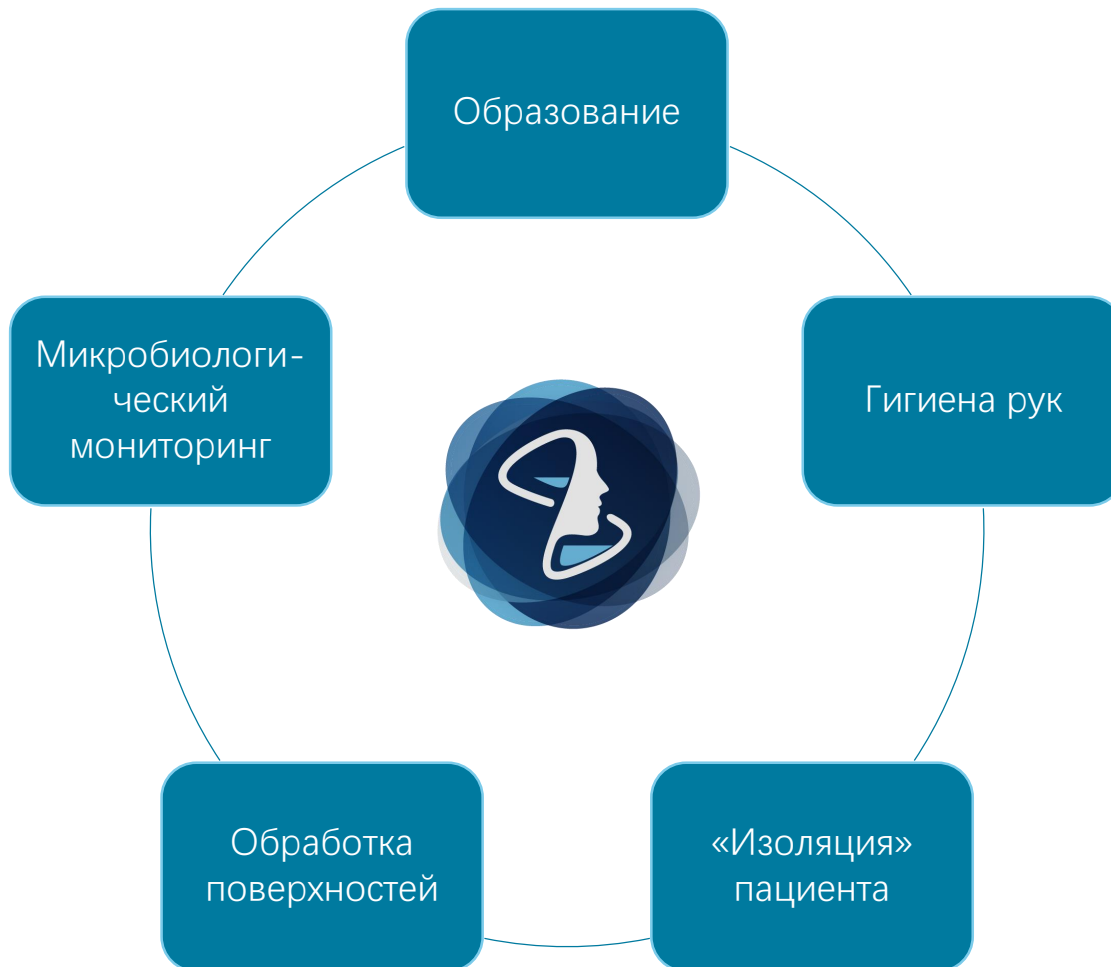 Образование
Гигиена рук
«Изоляция»
пациента
Обработка
поверхностей
Микробиологи-
ческий
мониторинг